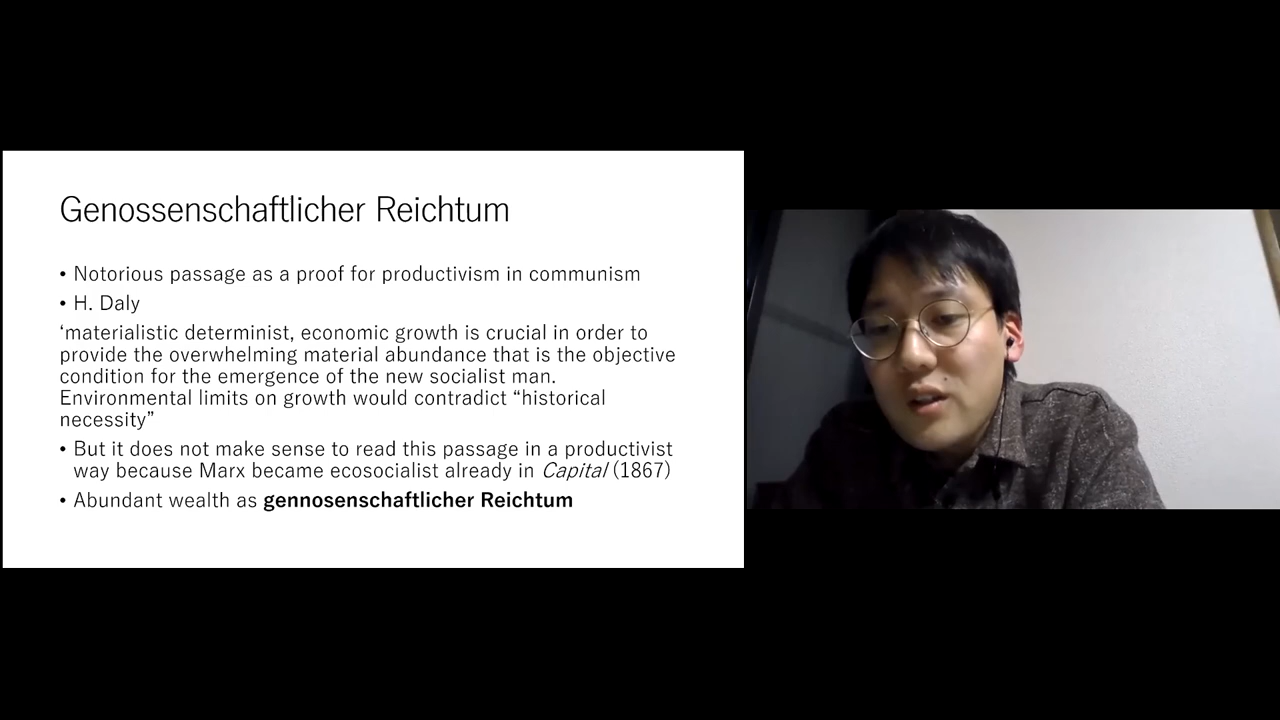 Genossenschaftlicher Reichtum
• Notorious passage as a proof for productivism in communism
• H. Daly
‘materialistic determinist, economic growth is crucial in order to
provide the overwhelming material abundance that is the objective
condition for the emergence of the new socialist man.
Environmental limits on growth would contradict “historical
necessity”
• But it does not make sense to read this passage in a productivist
way because Marx became ecosocialist already in Capital (1867)
• Abundant wealth as gennosenschaftlicher Reichtum